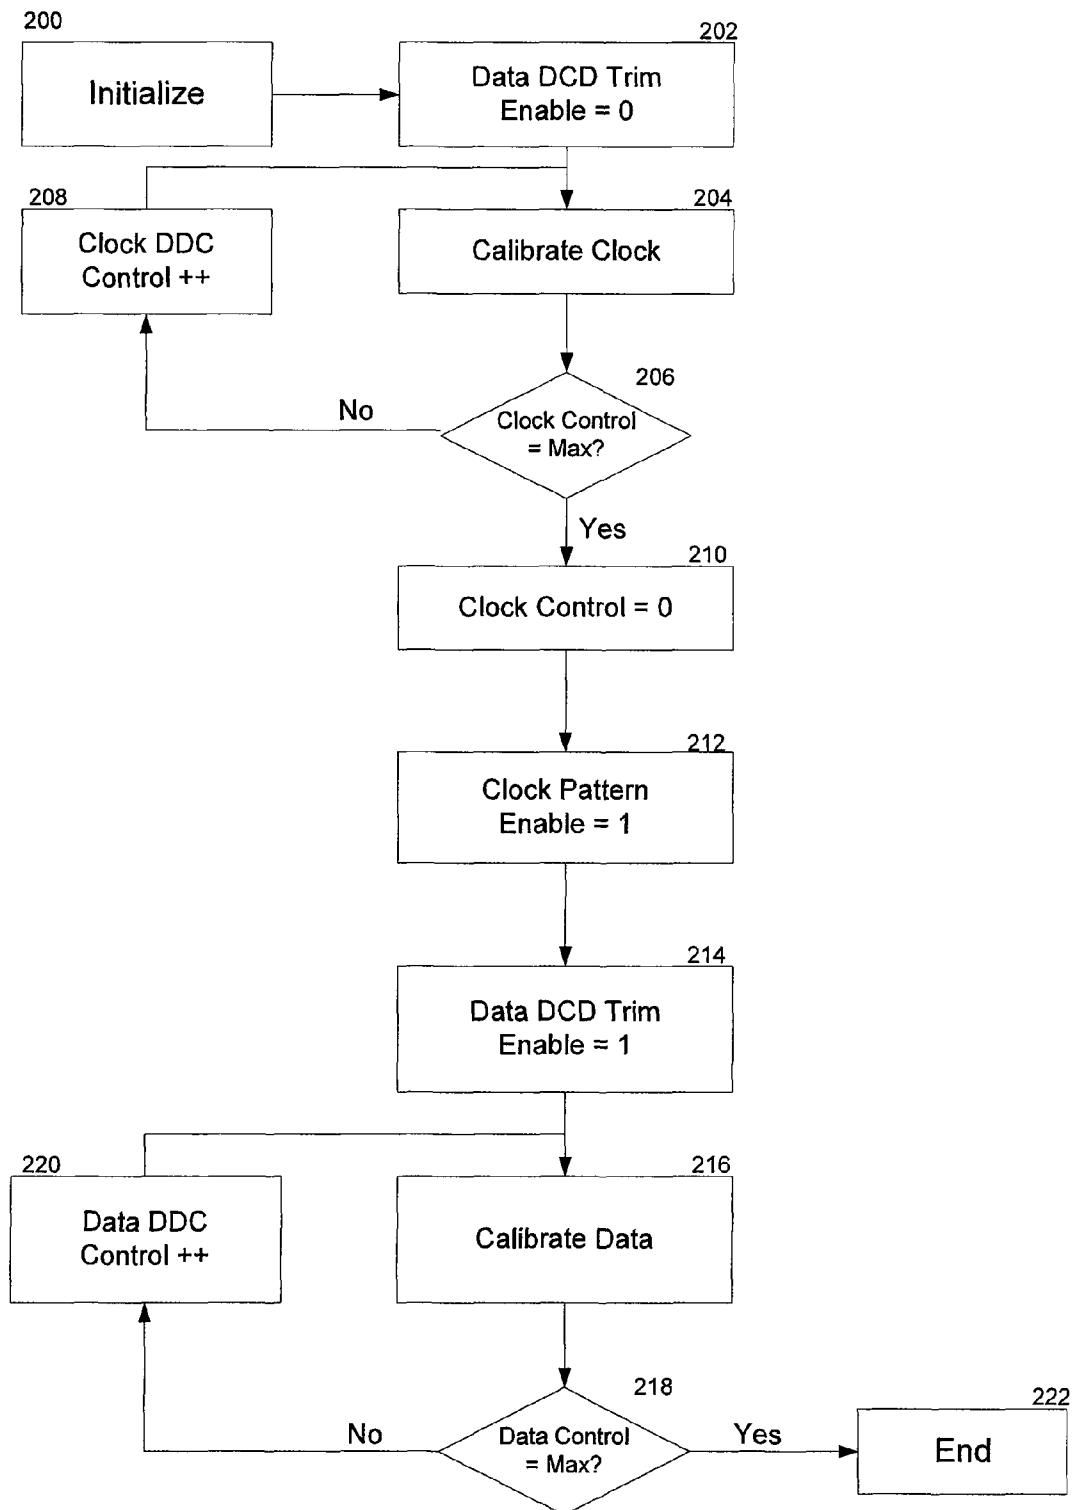 200
Initialize
202
Data DCD Trim
Enable = 0
208
Clock DDC
Control ++
204
Calibrate Clock
206
Clock Control
= Max?
No
Yes
210
Clock Control = 0
212
Clock Pattern
Enable = 1
214
Data DCD Trim
Enable = 1
220
Data DDC
Control ++
216
Calibrate Data
218
Data Control
= Max?
No
Yes
222
End